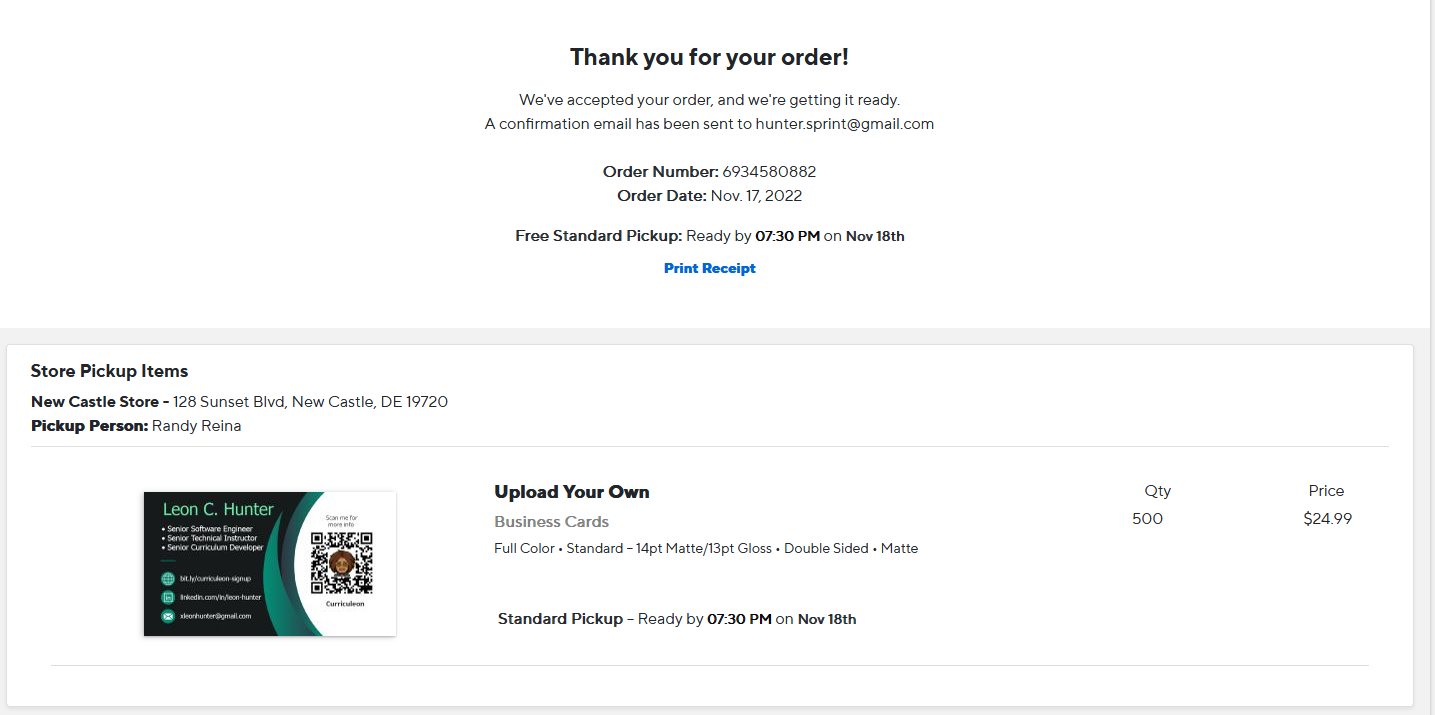 Thank you for your order!
We've accepted your order, and we're getting it ready.
A confirmation email has been sent to hunter.sprint@gmail.com
Order Number: 6934580882
Order Date: Nov. 17, 2022
Free Standard Pickup: Ready by 07:30 PM on Nov 18th
Print Receipt
Store Pickup Items
New Castle Store - 128 Sunset Blvd, New Castle, DE 19720
Pickup Person: Randy Reina
Leon C. Hunter
• Senior Software Engineer
• Senior Technical Instructor
• Senior Curriculum Developer
bit.ly/curriculeon-signup
linkedin.com/in/leon-hunter
xleonhunter@gmail.com
Scan me for
more info
Curriculeon
Upload Your Own
Business Cards
Full Color • Standard - 14pt Matte/13pt Gloss • Double Sided • Matte
Standard Pickup - Ready by 07:30 PM on Nov 18th
Qty
500
Price
$24.99